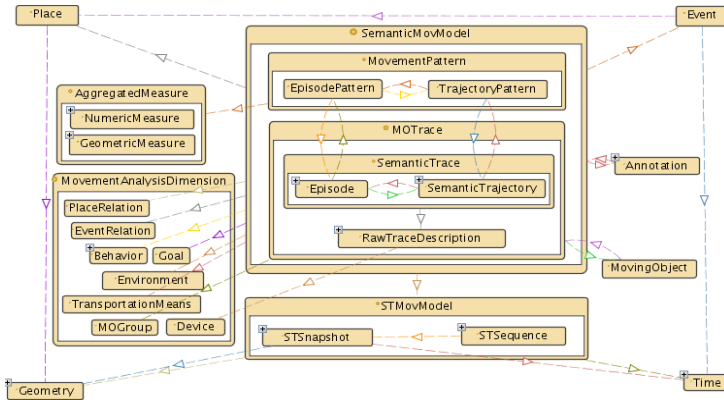 Place
Event
SemanticMovModel
MovementPattern
EpisodePattern
TrajectoryPattern
AggregatedMeasure
NumericMeasure
GeometricMeasure
MOTrace
SemanticTrace
Episode
SemanticTrajectory
Annotation
MovementAnalysisDimension
PlaceRelation
EventRelation
Behavior
Goal
RawTraceDescription
Environment
MovingObject
TransportationMeans
MOGroup
Device
STMovModel
STSnapshot
STSequence
Geometry
Time